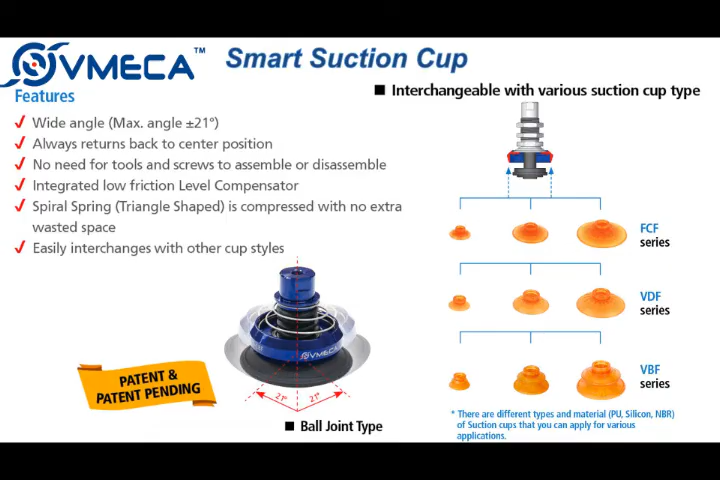 VMECA™
Smart Suction Cup
Features
Wide angle (Max. angle ±21°)
Always returns back to center position
No need for tools and screws to assemble or disassemble
Integrated low friction Level Compensator
Spiral Spring (Triangle Shaped) is compressed with no extra
wasted space
Easily interchanges with other cup styles
PATENT &
PATENT PENDING
VMECA
21° 21°
■ Ball Joint Type
■ Interchangeable with various suction cup type
FCF
series
VDF
series
VBF
series
* There are different types and material (PU, Silicon, NBR)
of Suction cups that you can apply for various
applications.